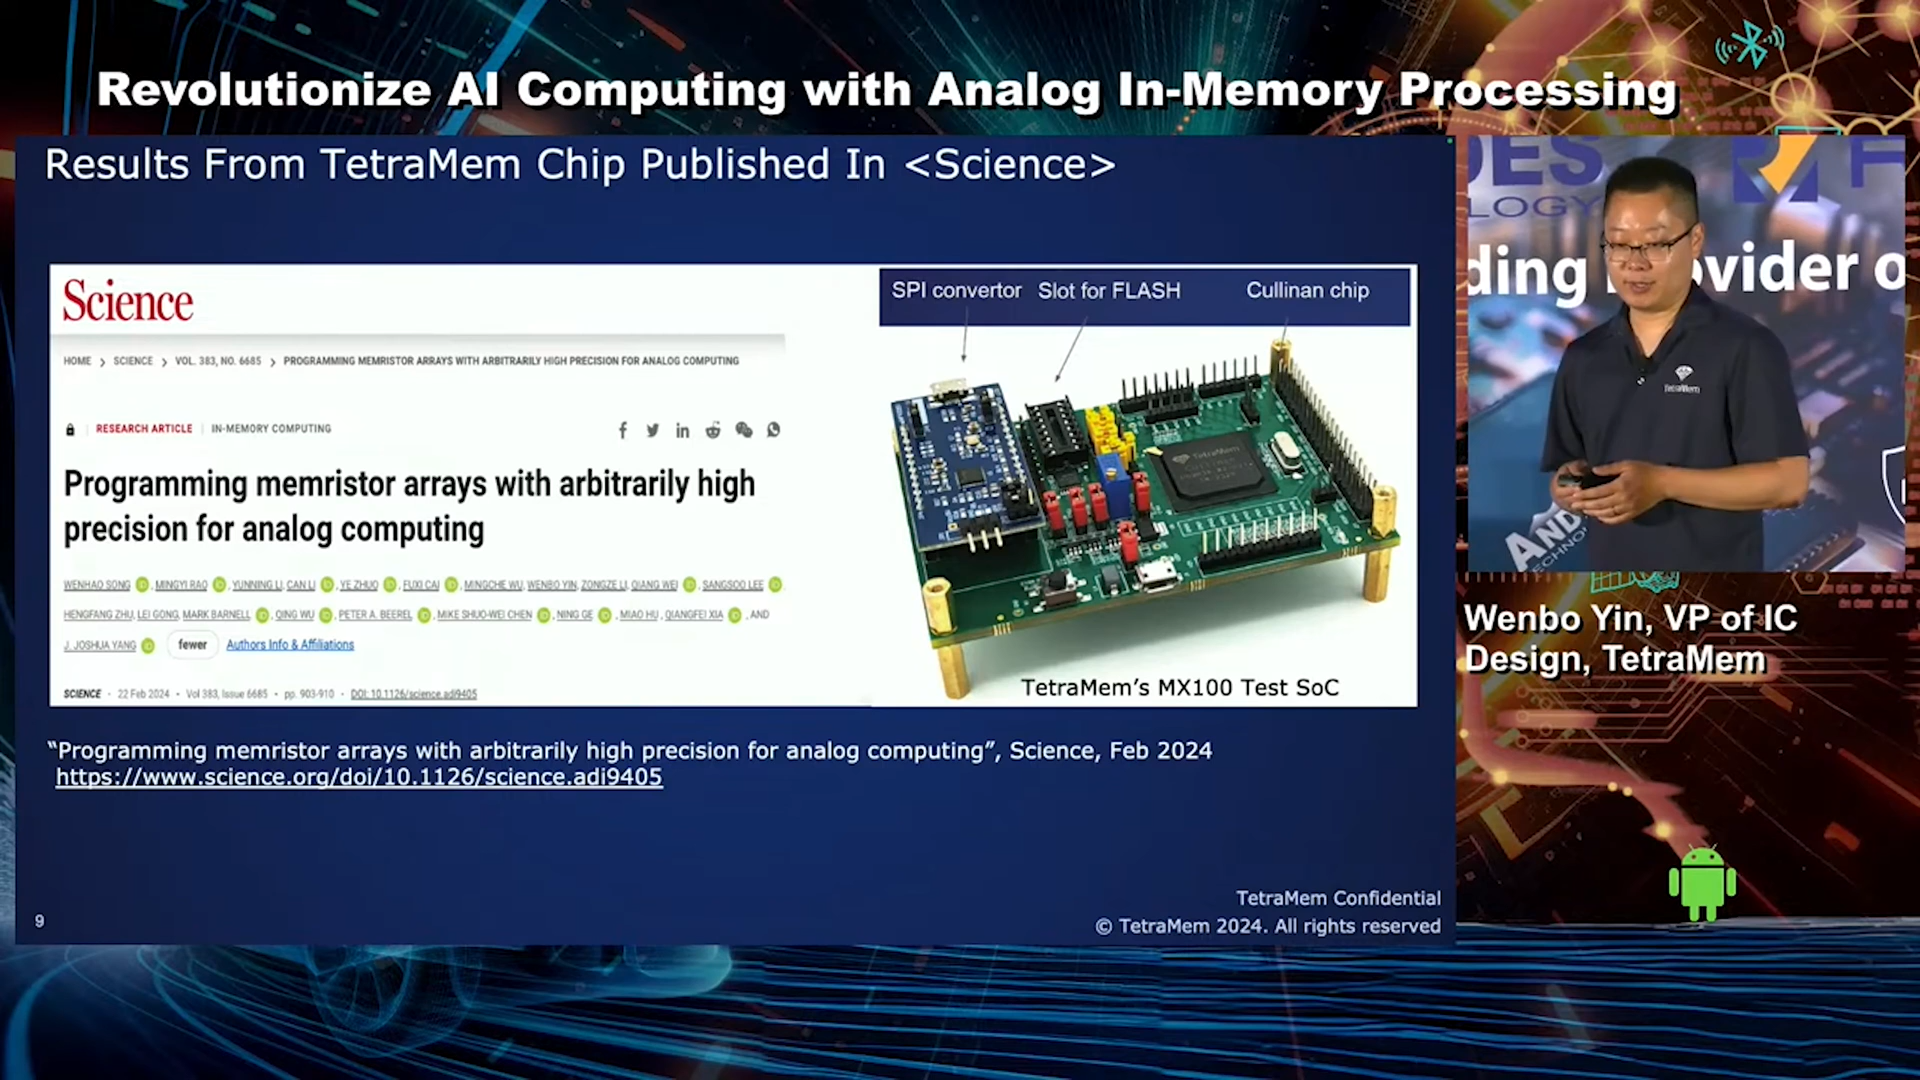 Revolutionize AI Computing with Analog In-Memory Processing
Results From TetraMem Chip Published In <Science>
Science
HOME > SCIENCE > VOL. 383, NO. 6685 > PROGRAMMING MEMRISTOR ARRAYS WITH ARBITRARILY HIGH PRECISION FOR ANALOG COMPUTING
RESEARCH ARTICLE | IN-MEMORY COMPUTING
Programming memristor arrays with arbitrarily high
precision for analog computing
WENHAO SONG, MINGYI RAO, YUNNING LI, CAN LI, YE ZHUO, FUXI CAI, MINGCHE WU, WENBO YIN, ZONGZE LI, QIANG WEI, SANGSOO LEE,
HENGFANG ZHU, LEI GONG, MARK BARNELL, QING WU, PETER A. BEEREL, MIKE SHUO-WEI CHEN, NING GE, MIAO HU, QIANGFEI XIA, AND
J. JOSHUA YANG fewer Authors Info & Affiliations
SCIENCE · 22 Feb 2024 · Vol 383, Issue 6685 · pp. 903-910 · DOI: 10.1126/science.adi9405
SPI convertor Slot for FLASH Cullinan chip
TetraMem
TetraMem's MX100 Test SoC
"Programming memristor arrays with arbitrarily high precision for analog computing", Science, Feb 2024
https://www.science.org/doi/10.1126/science.adi9405
9
TetraMem Confidential
© TetraMem 2024. All rights reserved
DES
LOGY
ding
ovider o
TetraMem
AND
ECHNO
Wenbo Yin, VP of IC
Design, TetraMem